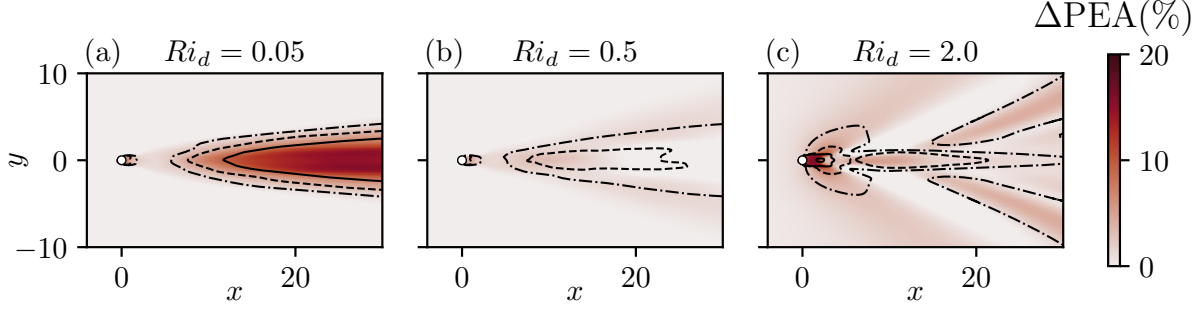 ΔPEA(%)
(a) Ri_d = 0.05
(b) Ri_d = 0.5
(c) Ri_d = 2.0
10
0
−10
y
0 20
x
0 20
x
0 20
x
20
10
0